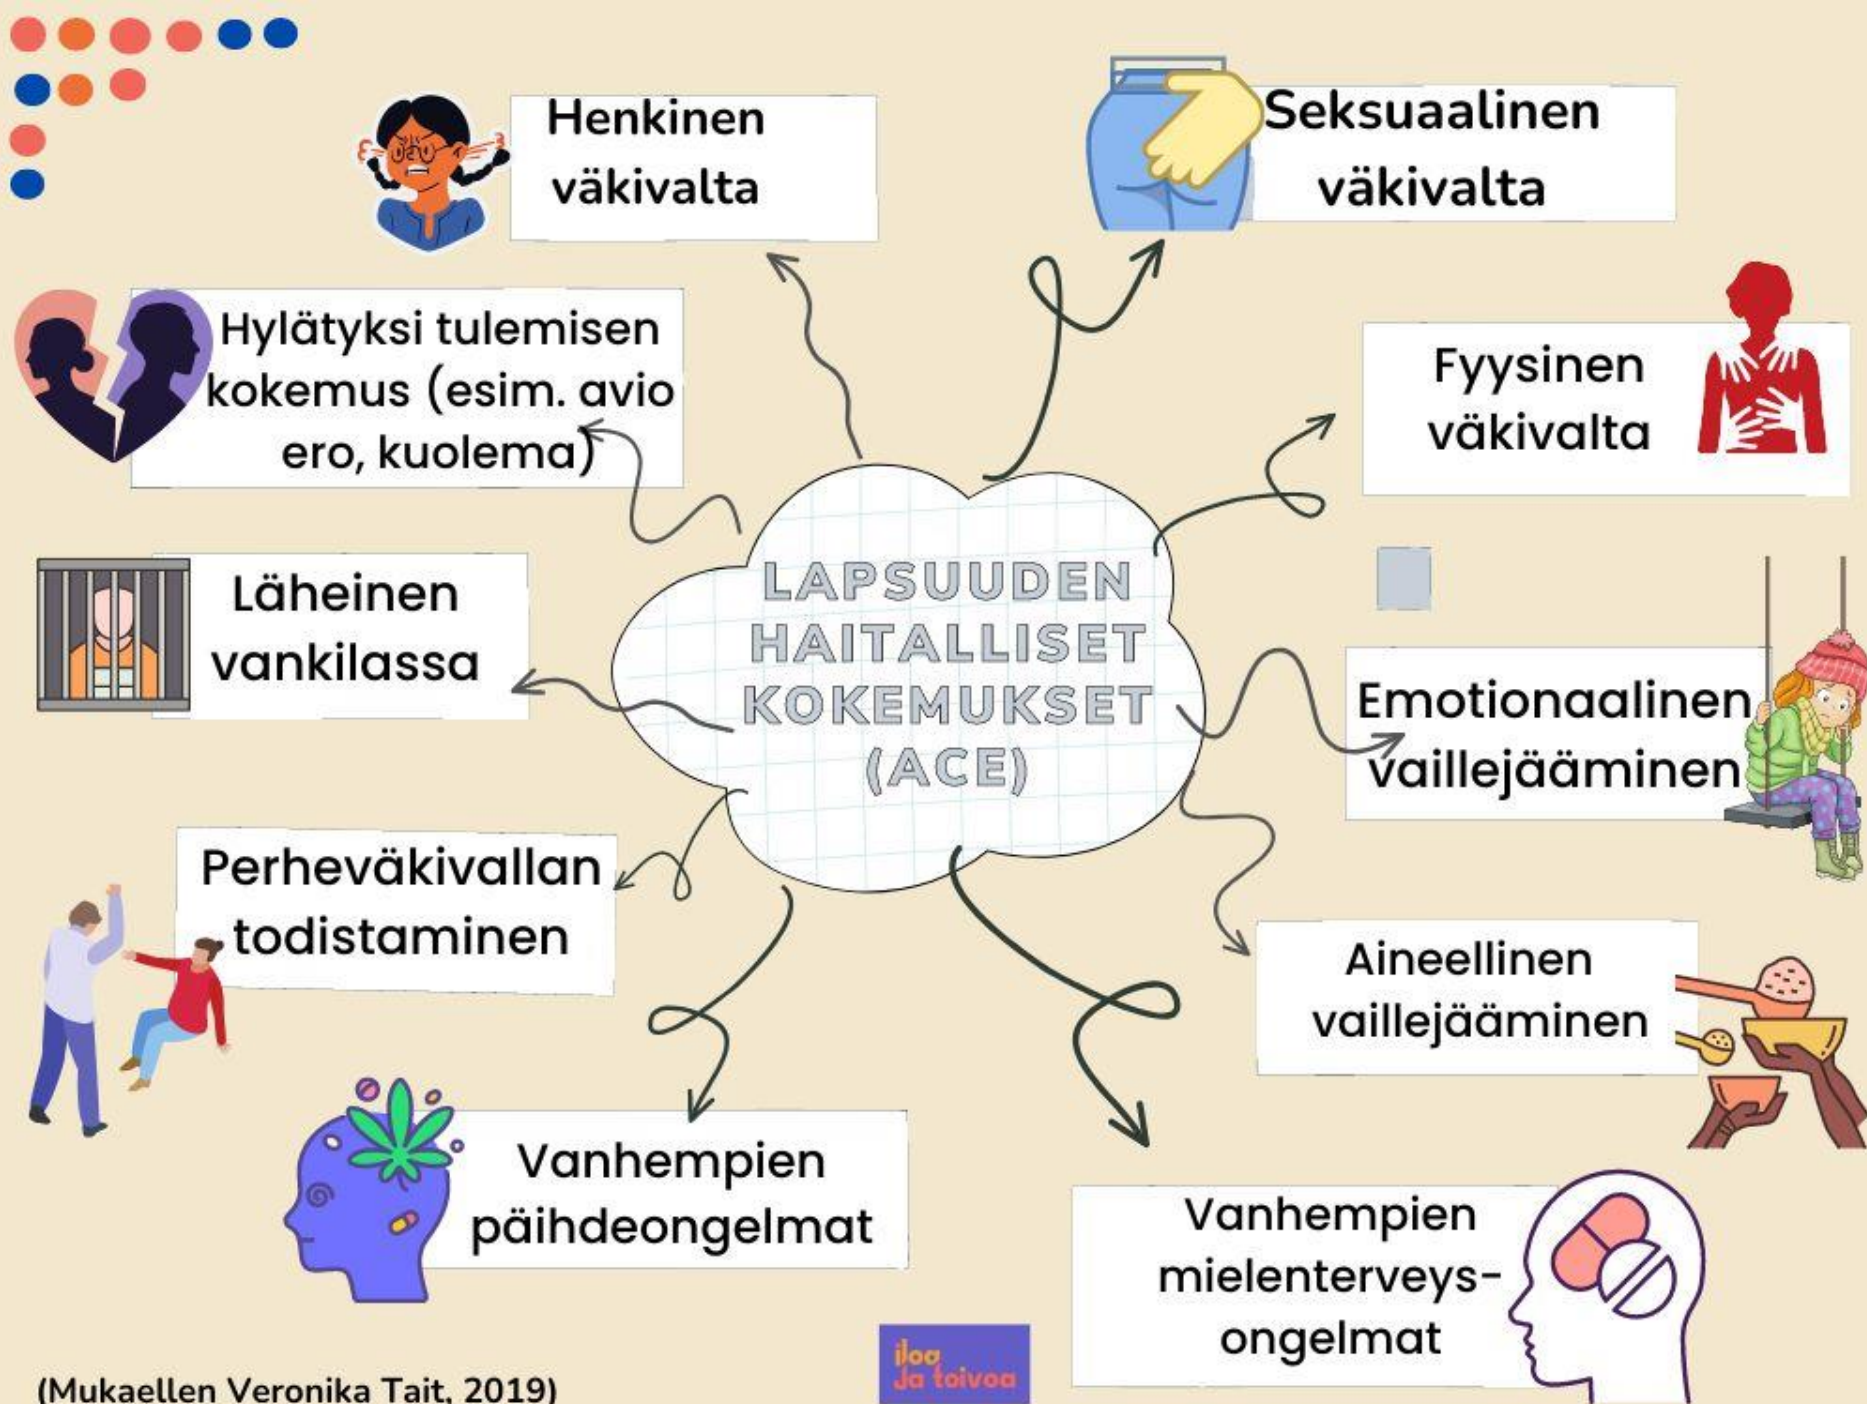 Henkinen
väkivalta
Seksuaalinen
väkivalta
Hylätyksi tulemisen
kokemus (esim. avio
ero, kuolema)
Fyysinen
väkivalta
Läheinen
vankilassa
LAPSUUDEN
HAITALLISET
KOKEMUKSET
(ACE)
Emotionaalinen
vaillejääminen
Perheväkivallan
todistaminen
Aineellinen
vaillejääminen
Vanhempien
päihdeongelmat
Vanhempien
mielenterveys-
ongelmat
iloa
Ja toivoa
(Mukaellen Veronika Tait, 2019)